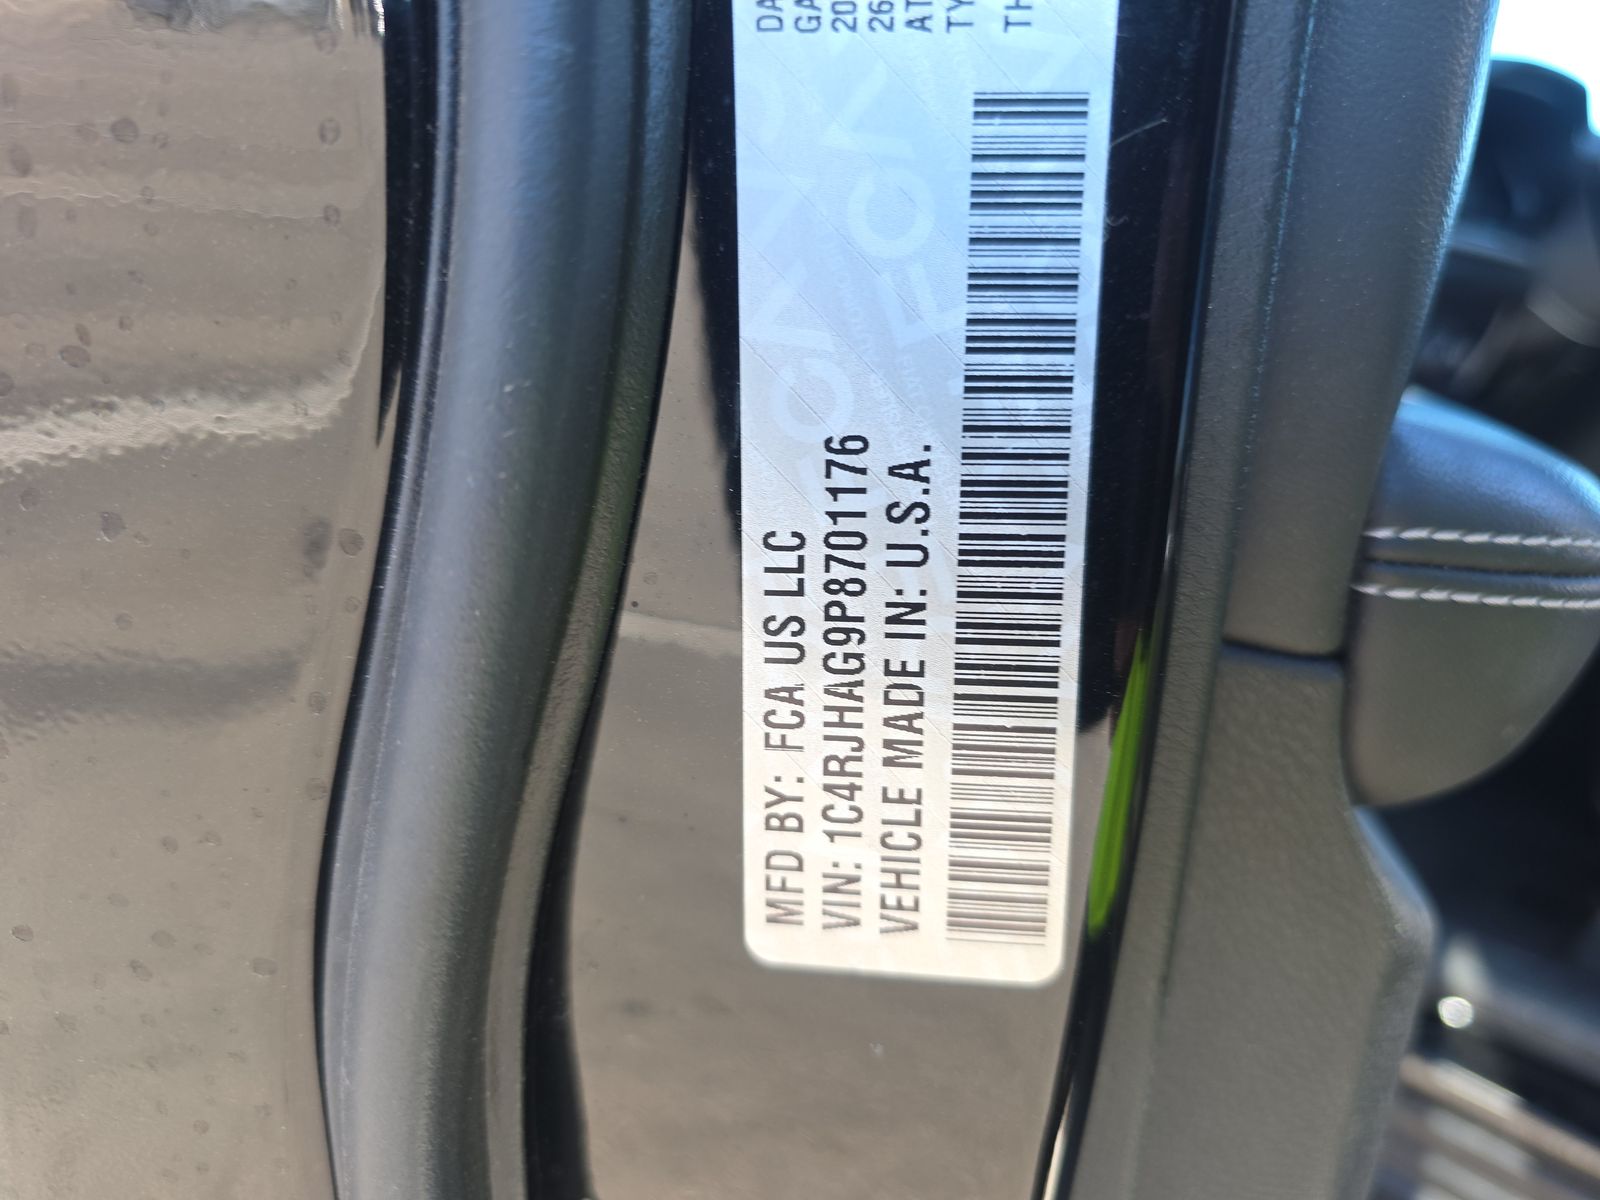 MFD BY: FCA US LLC
VIN: 1C4RJHAG9P8701176
VEHICLE MADE IN: U.S.A.